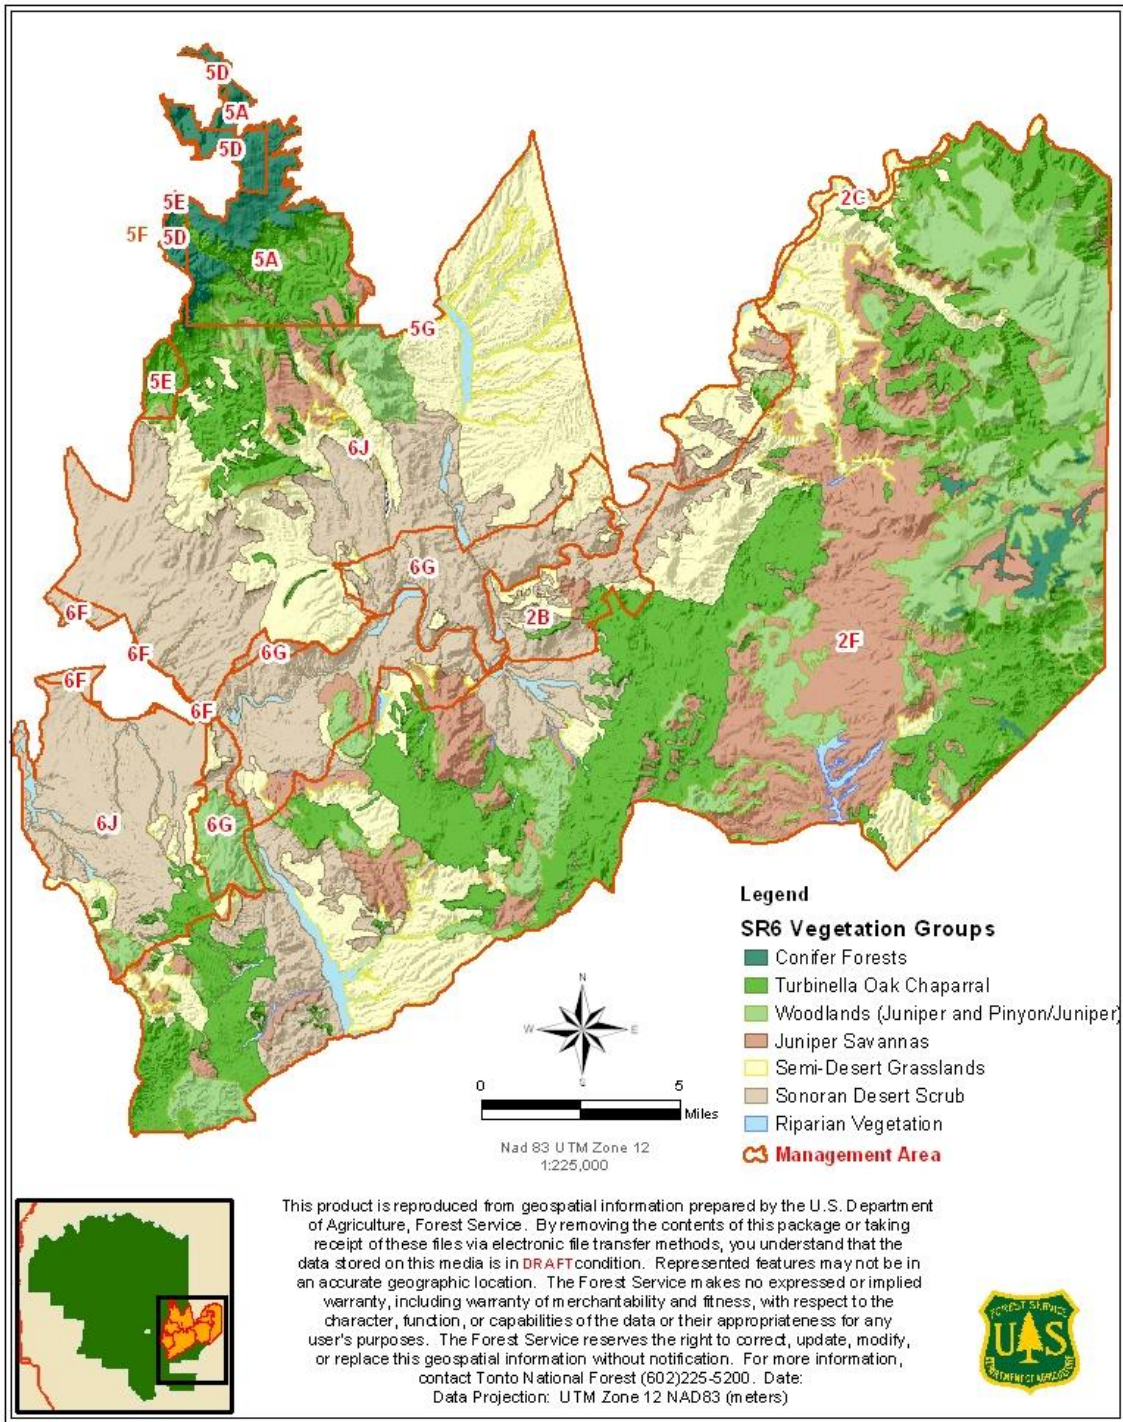 5D
5A
5D
5E
5F
5D
5A
2C
5G
5E
6J
6G
6F
2B
6F
6G
2F
6F
6F
6J
6G
Legend
SR6 Vegetation Groups
Conifer Forests
Turbinella Oak Chaparral
Woodlands (Juniper and Pinyon/Juniper)
Juniper Savannas
Semi-Desert Grasslands
Sonoran Desert Scrub
Riparian Vegetation
Management Area
N
W
E
S
0 5
Miles
Nad 83 UTM Zone 12
1:225,000
This product is reproduced from geospatial information prepared by the U.S. Department
of Agriculture, Forest Service. By removing the contents of this package or taking
receipt of these files via electronic file transfer methods, you understand that the
data stored on this media is in DRAFT condition. Represented features may not be in
an accurate geographic location. The Forest Service makes no expressed or implied
warranty, including warranty of merchantability and fitness, with respect to the
character, function, or capabilities of the data or their appropriateness for any
user's purposes. The Forest Service reserves the right to correct, update, modify,
or replace this geospatial information without notification. For more information,
contact Tonto National Forest (602)225-5200. Date:
Data Projection: UTM Zone 12 NAD83 (meters)
FOREST SERVICE
U S
DEPARTMENT OF AGRICULTURE